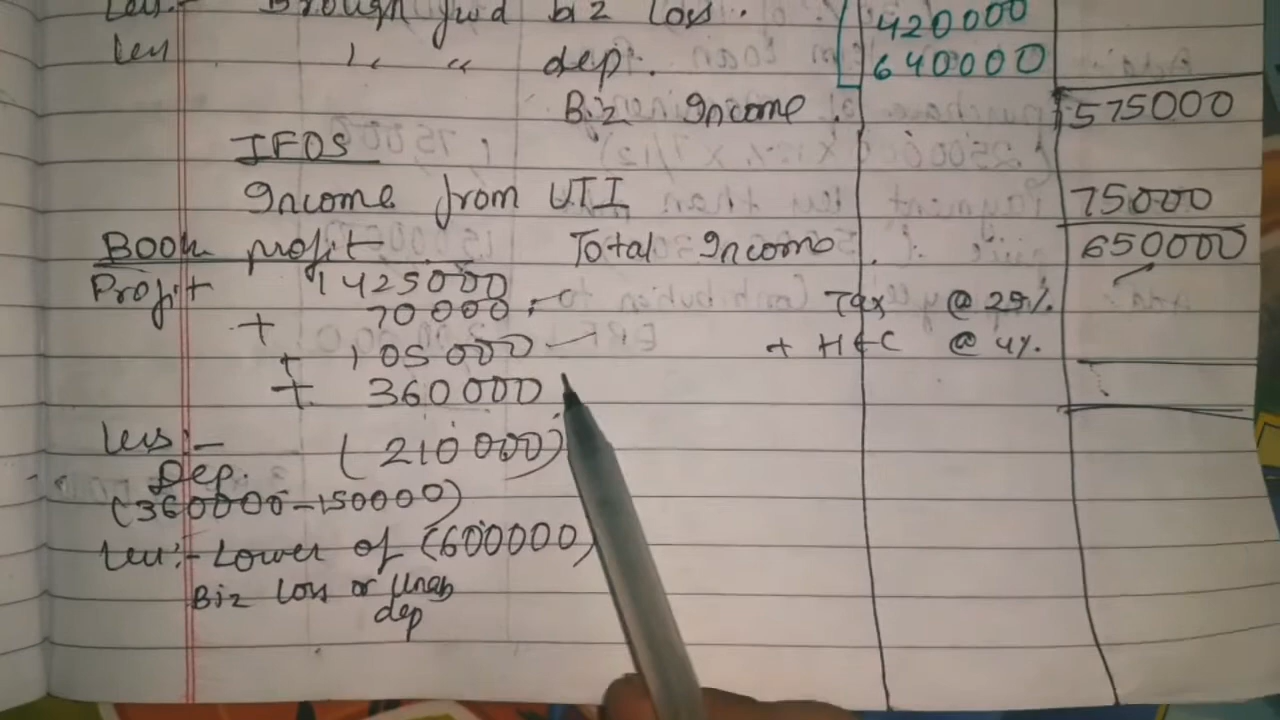 Less:- Brough fwd biz loss. 420000
Less " " dep. 640000
Biz Income. 575000
IFOS
Income from UTI 75000
Book profit Total Income. 650000
Profit 1425000
+ 70000. Tax @ 25%.
+ 105000 + H&C @ 4%.
+ 360000
Less:- (210000)
Dep.
(360000-150000)
Less:- Lower of (600000)
Biz loss or Unab
dep